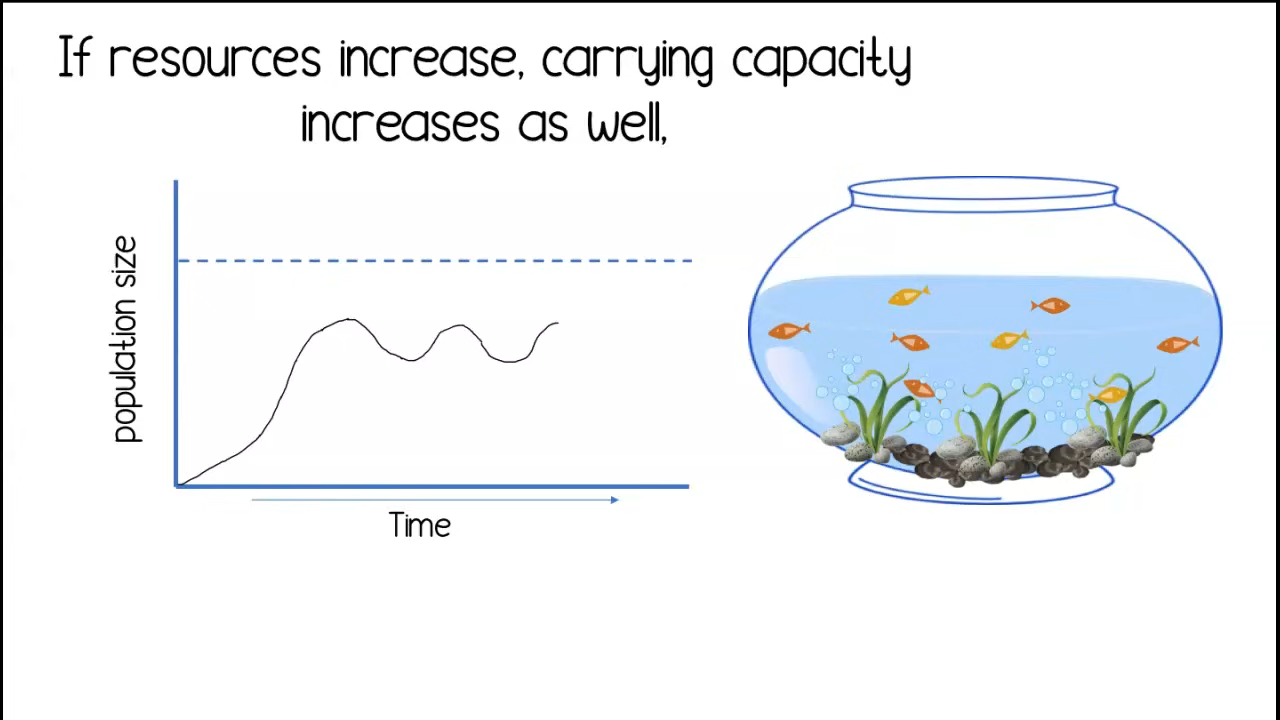 If resources increase, carrying capacity
increases as well,
population size
Time